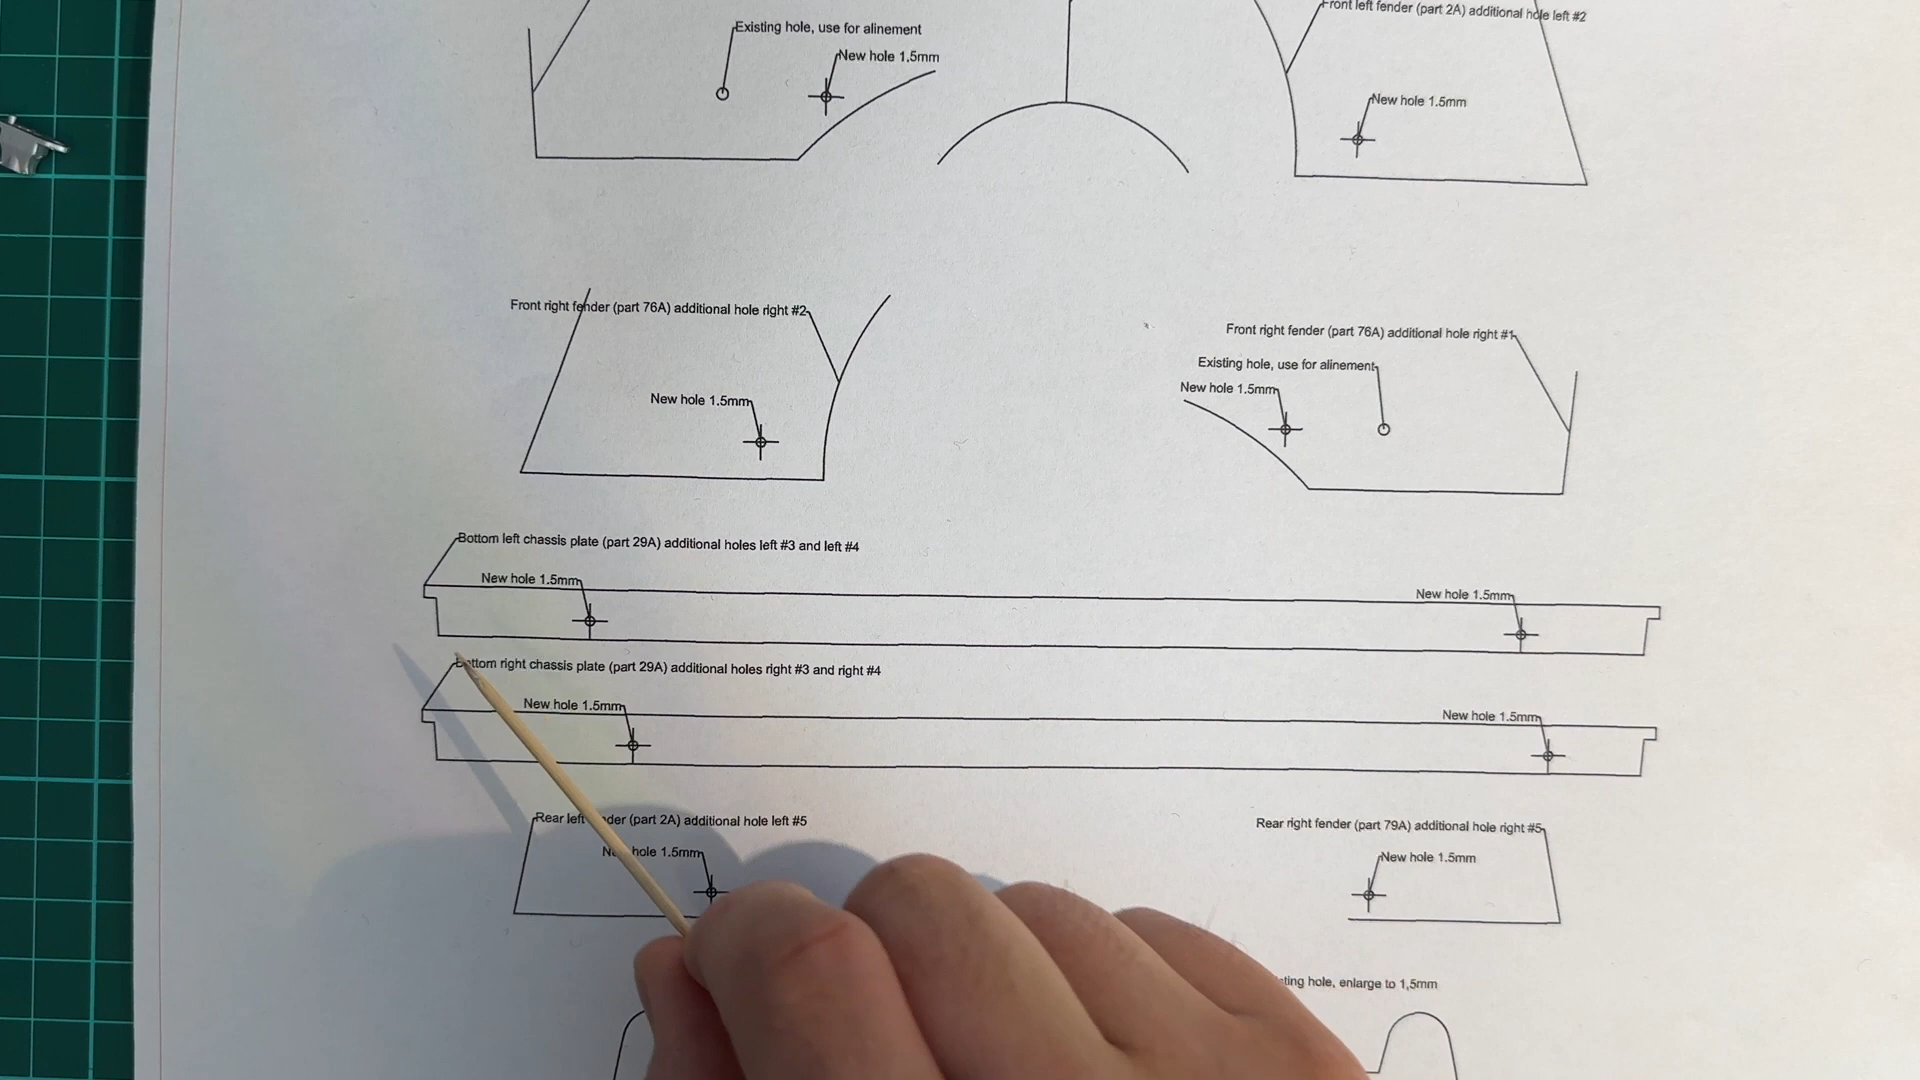 Front left fender (part 2A) additional hole left #2
Existing hole, use for alinement
New hole 1.5mm
New hole 1.5mm
Front right fender (part 76A) additional hole right #2
Front right fender (part 76A) additional hole right #1
Existing hole, use for alinement
New hole 1.5mm
New hole 1.5mm
Bottom left chassis plate (part 29A) additional holes left #3 and left #4
New hole 1.5mm
New hole 1.5mm
Bottom right chassis plate (part 29A) additional holes right #3 and right #4
New hole 1.5mm
New hole 1.5mm
Rear left fender (part 2A) additional hole left #5
New hole 1.5mm
Rear right fender (part 79A) additional hole right #5
New hole 1.5mm
hole, enlarge to 1,5mm